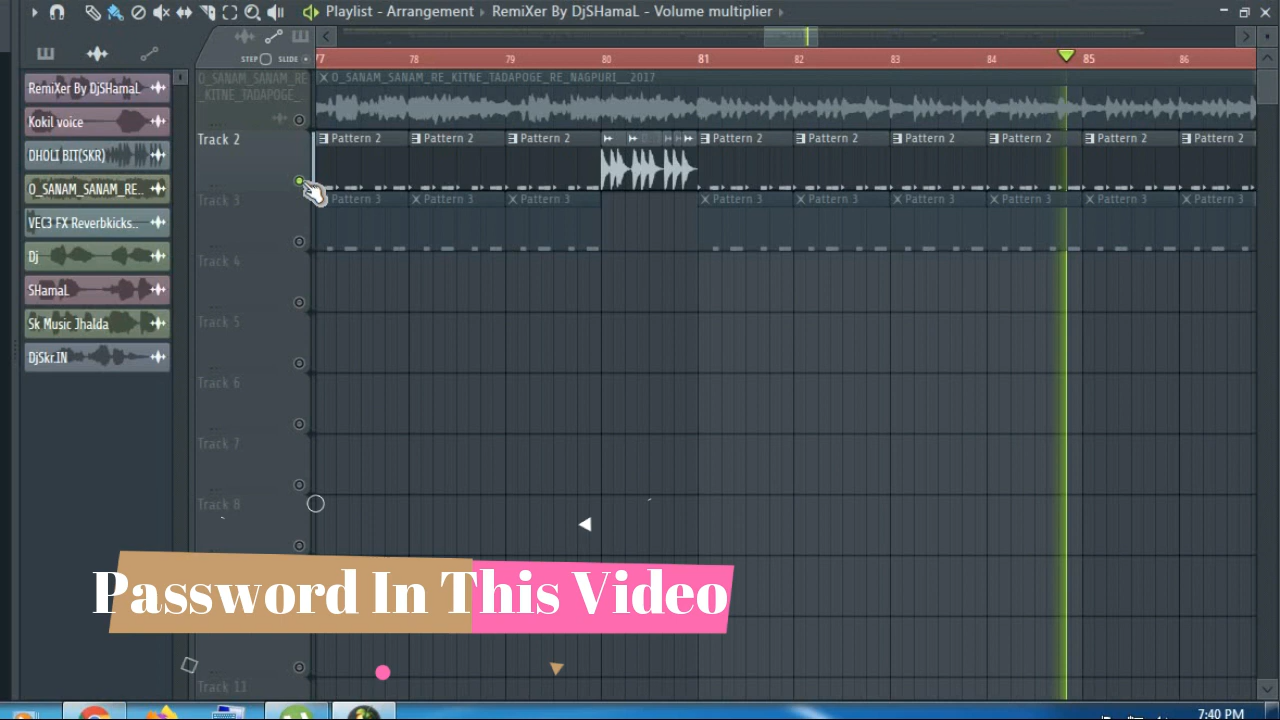 Playlist - Arrangement ▸ RemiXer By DjSHamaL - Volume multiplier ▸
STEP SLIDE
77 78 79 80 81 82 83 84 85 86
RemiXer By DjSHamaL
Kokil voice
DHOLI BIT(SKR)
O_SANAM_SANAM_RE..
VEC3 FX Reverbkicks..
Dj
SHamaL
Sk Music Jhalda
DjSkr.IN
O_SANAM_SANAM_RE
_KITNE_TADAPOGE_
O_SANAM_SANAM_RE_KITNE_TADAPOGE_RE_NAGPURI__2017
Track 2
Pattern 2 Pattern 2 Pattern 2 Pattern 2 Pattern 2 Pattern 2 Pattern 2 Pattern 2 Pattern 2
Track 3
Pattern 3 Pattern 3 Pattern 3 Pattern 3 Pattern 3 Pattern 3 Pattern 3 Pattern 3 Pattern 3
Track 4
Track 5
Track 6
Track 7
Track 8
Password In This Video
Track 11
7:40 PM